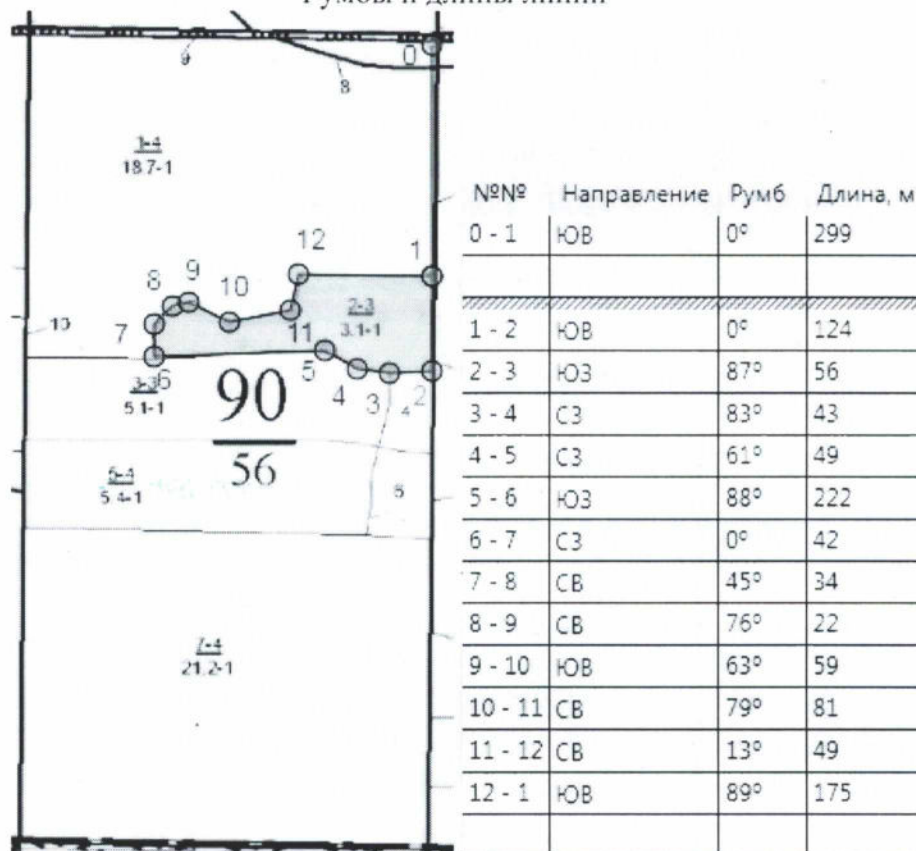 Румбы и длины линий
0
9
8
1-4
18.7-1
12
1
8
9
10
7
2-3
3.1-1
11
10
5
6
4
3
4
2
3-3
5.1-1
90
56
6-4
5.4-1
6
7-4
21.2-1
№№ Направление Румб Длина, м
0 - 1 ЮВ 0° 299
1 - 2 ЮВ 0° 124
2 - 3 ЮЗ 87° 56
3 - 4 СЗ 83° 43
4 - 5 СЗ 61° 49
5 - 6 ЮЗ 88° 222
6 - 7 СЗ 0° 42
7 - 8 СВ 45° 34
8 - 9 СВ 76° 22
9 - 10 ЮВ 63° 59
10 - 11 СВ 79° 81
11 - 12 СВ 13° 49
12 - 1 ЮВ 89° 175